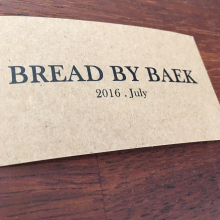 BREAD BY BAEK
2016 . July